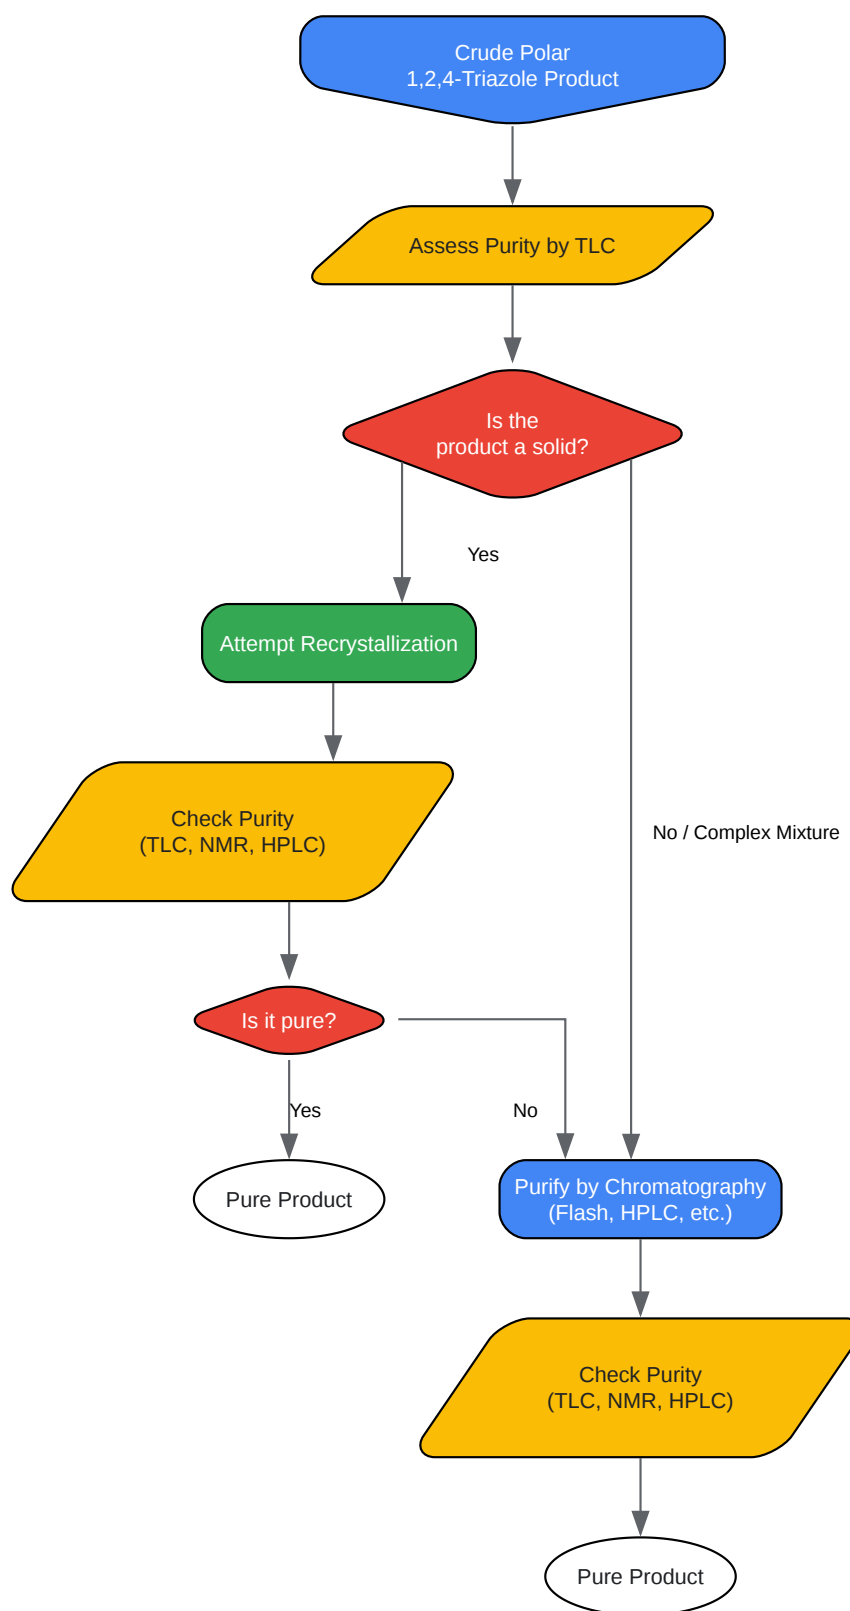 Crude Polar
1,2,4-Triazole Product
Assess Purity by TLC
Is the
product a solid?
Yes
Attempt Recrystallization
Check Purity
(TLC, NMR, HPLC)
No / Complex Mixture
Is it pure?
Yes
No
Pure Product
Purify by Chromatography
(Flash, HPLC, etc.)
Check Purity
(TLC, NMR, HPLC)
Pure Product